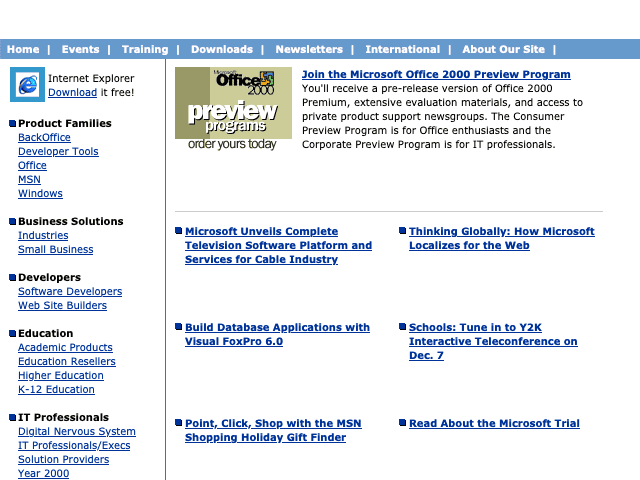 Home | Events | Training | Downloads | Newsletters | International | About Our Site |
Internet Explorer
Download it free!
Product Families
BackOffice
Developer Tools
Office
MSN
Windows
Business Solutions
Industries
Small Business
Developers
Software Developers
Web Site Builders
Education
Academic Products
Education Resellers
Higher Education
K-12 Education
IT Professionals
Digital Nervous System
IT Professionals/Execs
Solution Providers
Year 2000
Microsoft
Office
2000
preview
programs
order yours today
Join the Microsoft Office 2000 Preview Program
You'll receive a pre-release version of Office 2000
Premium, extensive evaluation materials, and access to
private product support newsgroups. The Consumer
Preview Program is for Office enthusiasts and the
Corporate Preview Program is for IT professionals.
Microsoft Unveils Complete
Television Software Platform and
Services for Cable Industry
Thinking Globally: How Microsoft
Localizes for the Web
Build Database Applications with
Visual FoxPro 6.0
Schools: Tune in to Y2K
Interactive Teleconference on
Dec. 7
Point, Click, Shop with the MSN
Shopping Holiday Gift Finder
Read About the Microsoft Trial